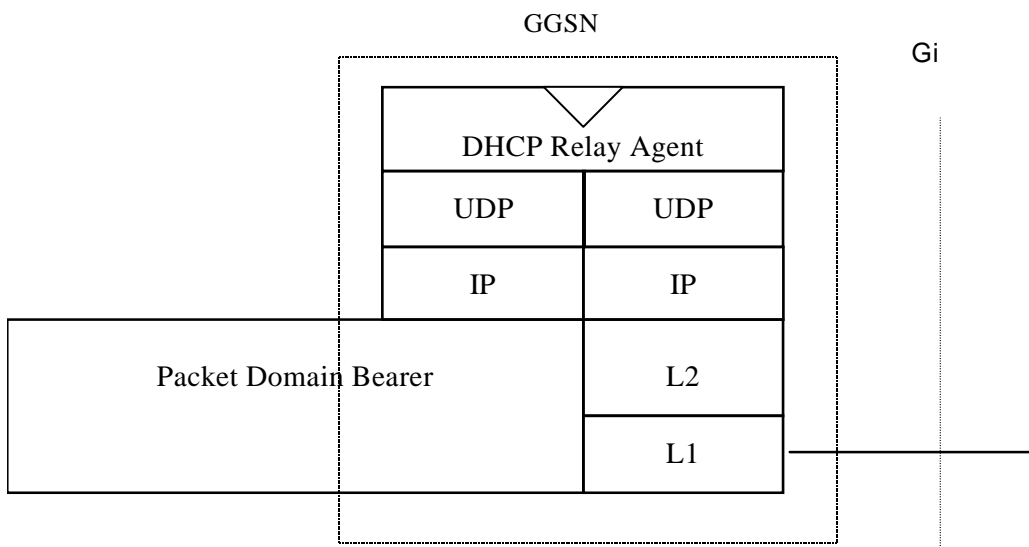 GGSN
Gi
DHCP Relay Agent
UDP UDP
IP IP
Packet Domain Bearer L2
L1